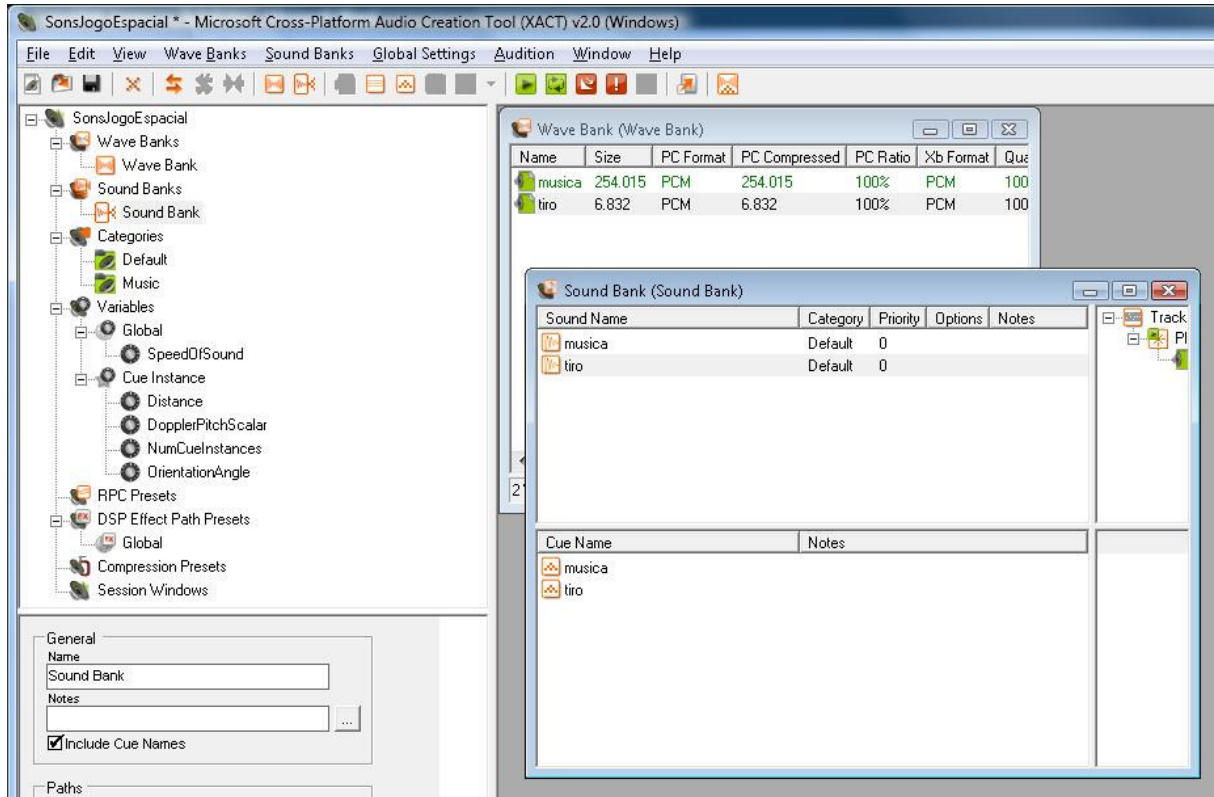 SonsJogoEspacial * - Microsoft Cross-Platform Audio Creation Tool (XACT) v2.0 (Windows)
File Edit View Wave Banks Sound Banks Global Settings Audition Window Help
SonsJogoEspacial
Wave Banks
Wave Bank
Sound Banks
Sound Bank
Categories
Default
Music
Variables
Global
SpeedOfSound
Cue Instance
Distance
DopplerPitchScalar
NumCueInstances
OrientationAngle
RPC Presets
DSP Effect Path Presets
Global
Compression Presets
Session Windows
General
Name
Sound Bank
Notes
...
Include Cue Names
Paths
Wave Bank (Wave Bank)
Name Size PC Format PC Compressed PC Ratio Xb Format Qua
musica 254.015 PCM 254.015 100% PCM 100
tiro 6.832 PCM 6.832 100% PCM 100
Sound Bank (Sound Bank)
Sound Name Category Priority Options Notes
musica Default 0
tiro Default 0
Track
Pl
Cue Name Notes
musica
tiro